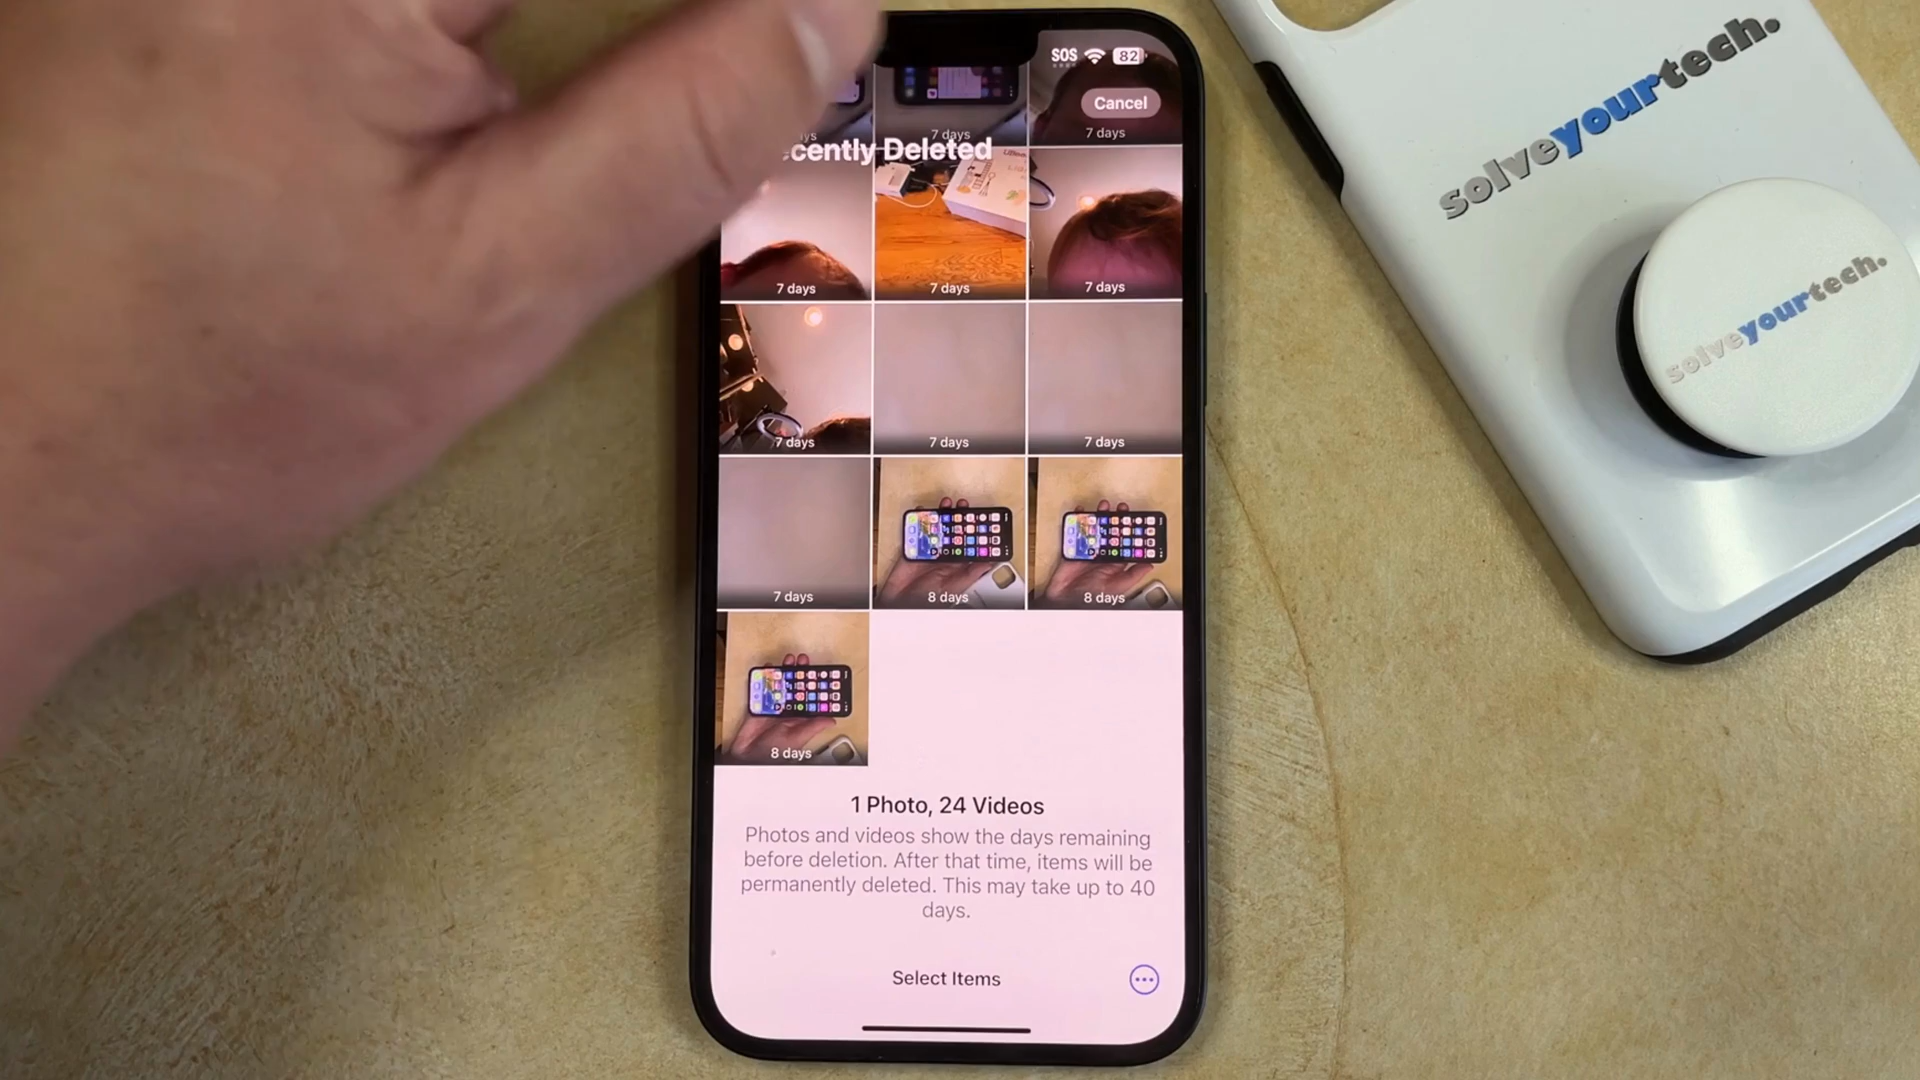 SOS 82
Cancel
cently Deleted
7 days
7 days
7 days
7 days
7 days
7 days
7 days
7 days
7 days
8 days
8 days
8 days
1 Photo, 24 Videos
Photos and videos show the days remaining
before deletion. After that time, items will be
permanently deleted. This may take up to 40
days.
Select Items
solveyourtech.
solveyourtech.